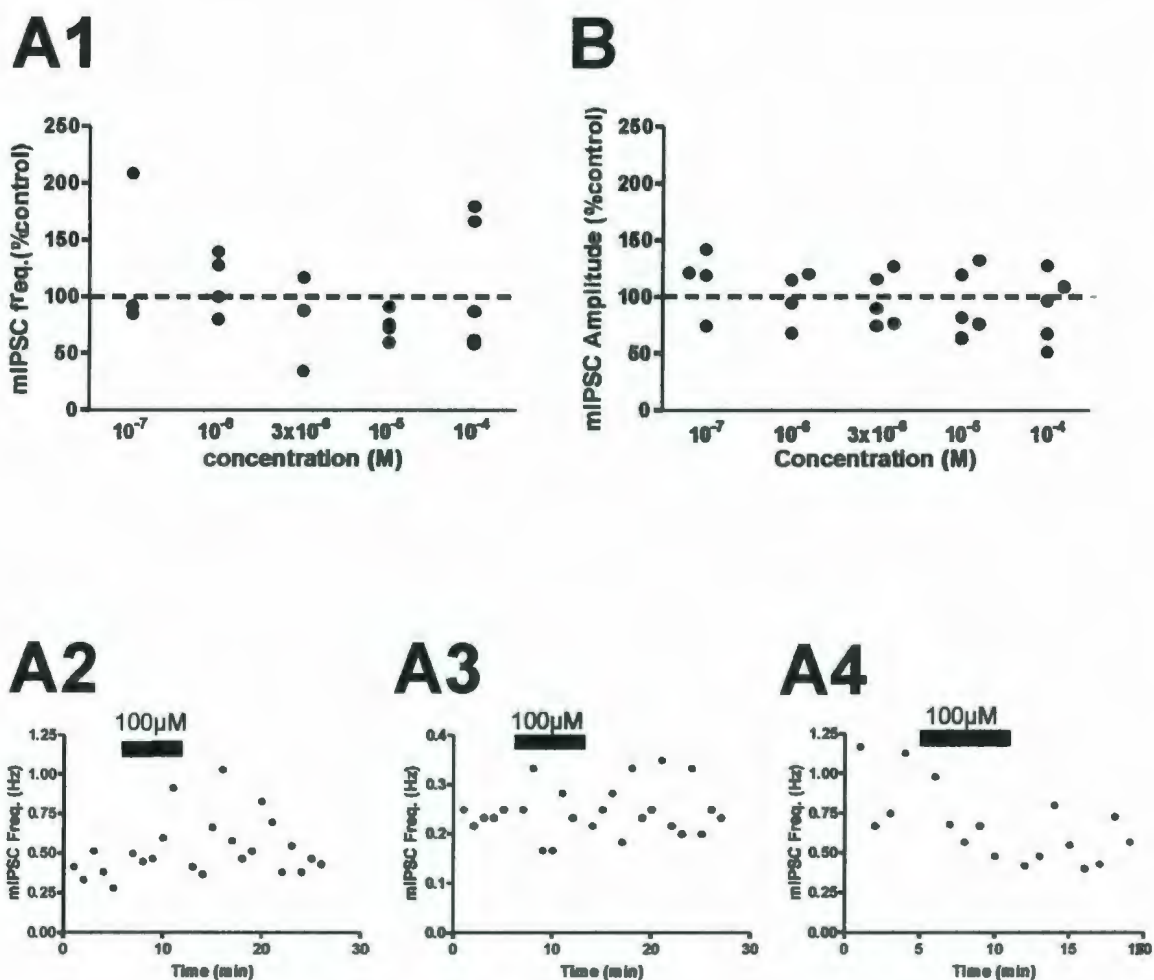 A1
mIPSC freq.(%control)
250
200
150
100
50
0
10⁻⁷ 10⁻⁶ 3x10⁻⁶ 10⁻⁵ 10⁻⁴
concentration (M)
B
mIPSC Amplitude (%control)
250
200
150
100
50
0
10⁻⁷ 10⁻⁶ 3x10⁻⁶ 10⁻⁵ 10⁻⁴
Concentration (M)
A2
100µM
mIPSC Freq. (Hz)
1.25
1.00
0.75
0.50
0.25
0.00
0 10 20 30
Time (min)
A3
100µM
mIPSC Freq. (Hz)
0.4
0.3
0.2
0.1
0.0
0 10 20 30
Time (min)
A4
100µM
mIPSC Freq. (Hz)
1.25
1.00
0.75
0.50
0.25
0.00
0 5 10 15
Time (min)